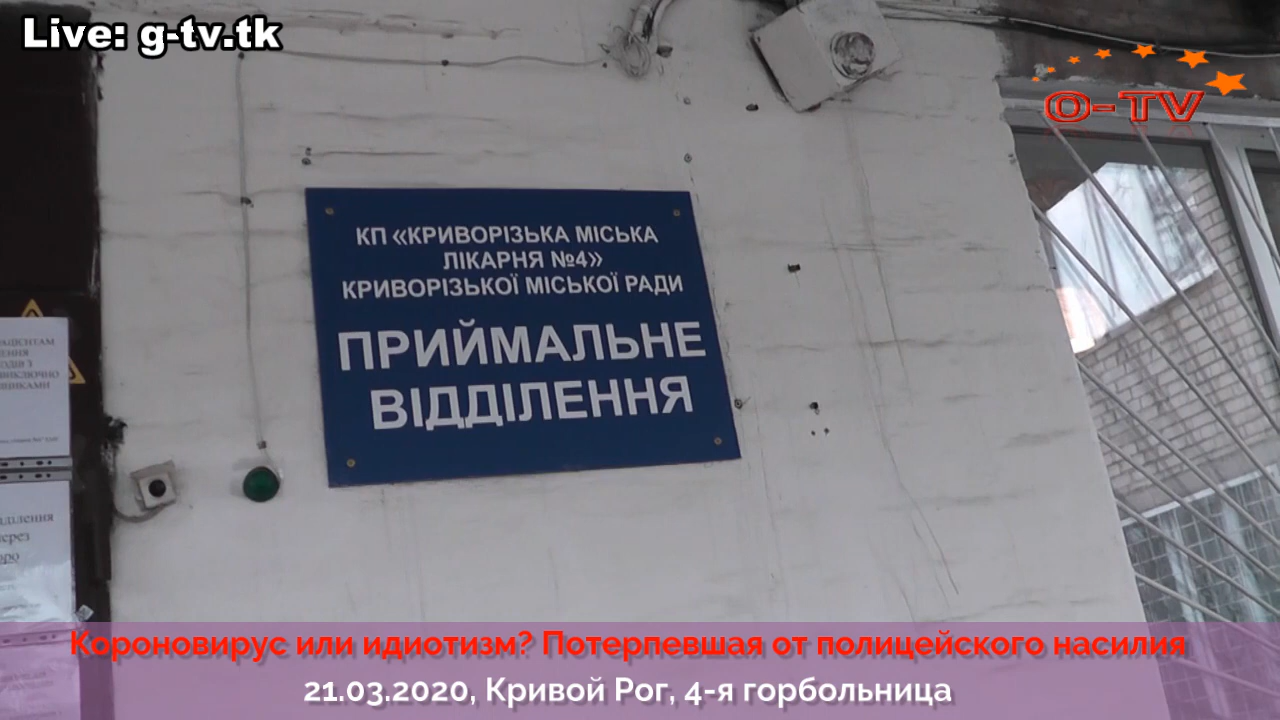 Live: g-tv.tk
O-TV
КП «КРИВОРІЗЬКА МІСЬКА
ЛІКАРНЯ №4»
КРИВОРІЗЬКОЇ МІСЬКОЇ РАДИ
ПРИЙМАЛЬНЕ
ВІДДІЛЕННЯ
Короновирус или идиотизм? Потерпевшая от полицейского насилия
21.03.2020, Кривой Рог, 4-я горбольница